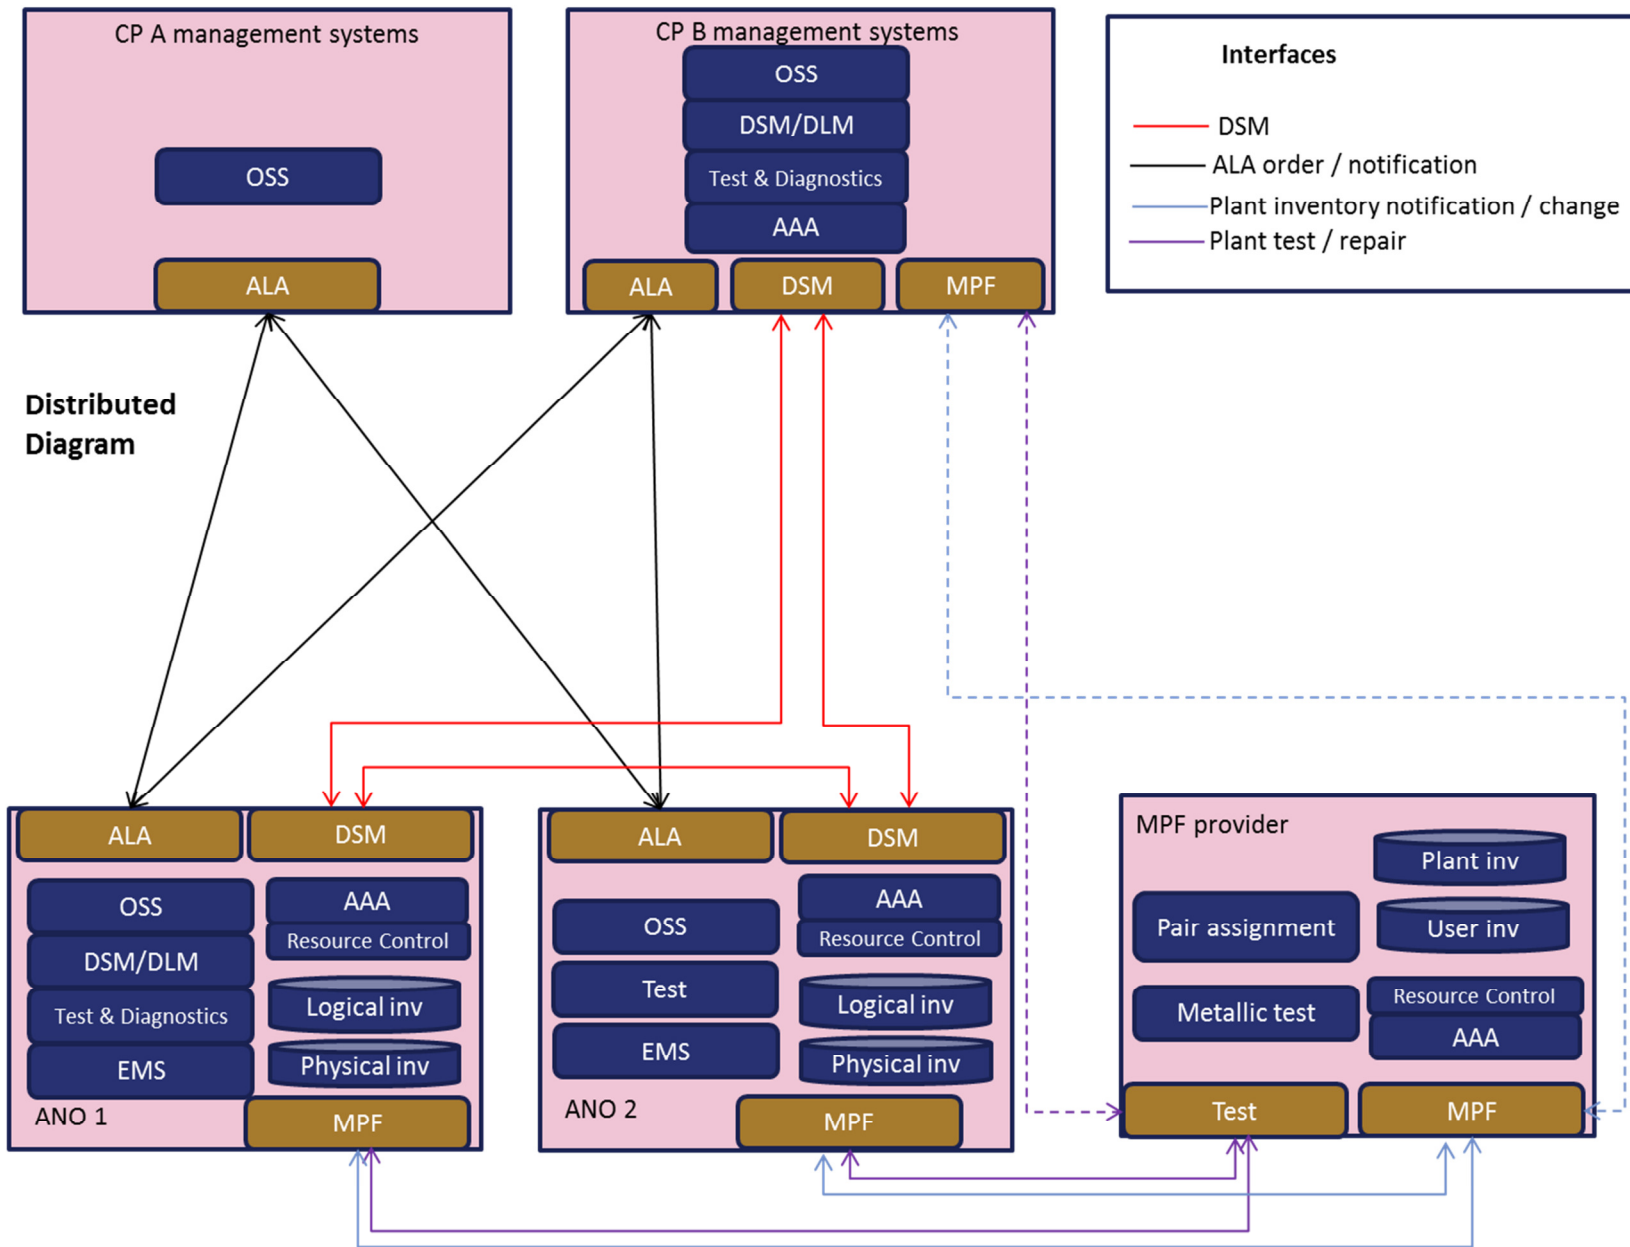 CP A management systems
OSS
ALA
CP B management systems
OSS
DSM/DLM
Test & Diagnostics
AAA
ALA
DSM
MPF
Interfaces
DSM
ALA order / notification
Plant inventory notification / change
Plant test / repair
Distributed
Diagram
ALA
DSM
OSS
DSM/DLM
Test & Diagnostics
EMS
AAA
Resource Control
Logical inv
Physical inv
ANO 1
MPF
ALA
DSM
OSS
Test
EMS
AAA
Resource Control
Logical inv
Physical inv
ANO 2
MPF
MPF provider
Plant inv
User inv
Pair assignment
Metallic test
Resource Control
AAA
Test
MPF